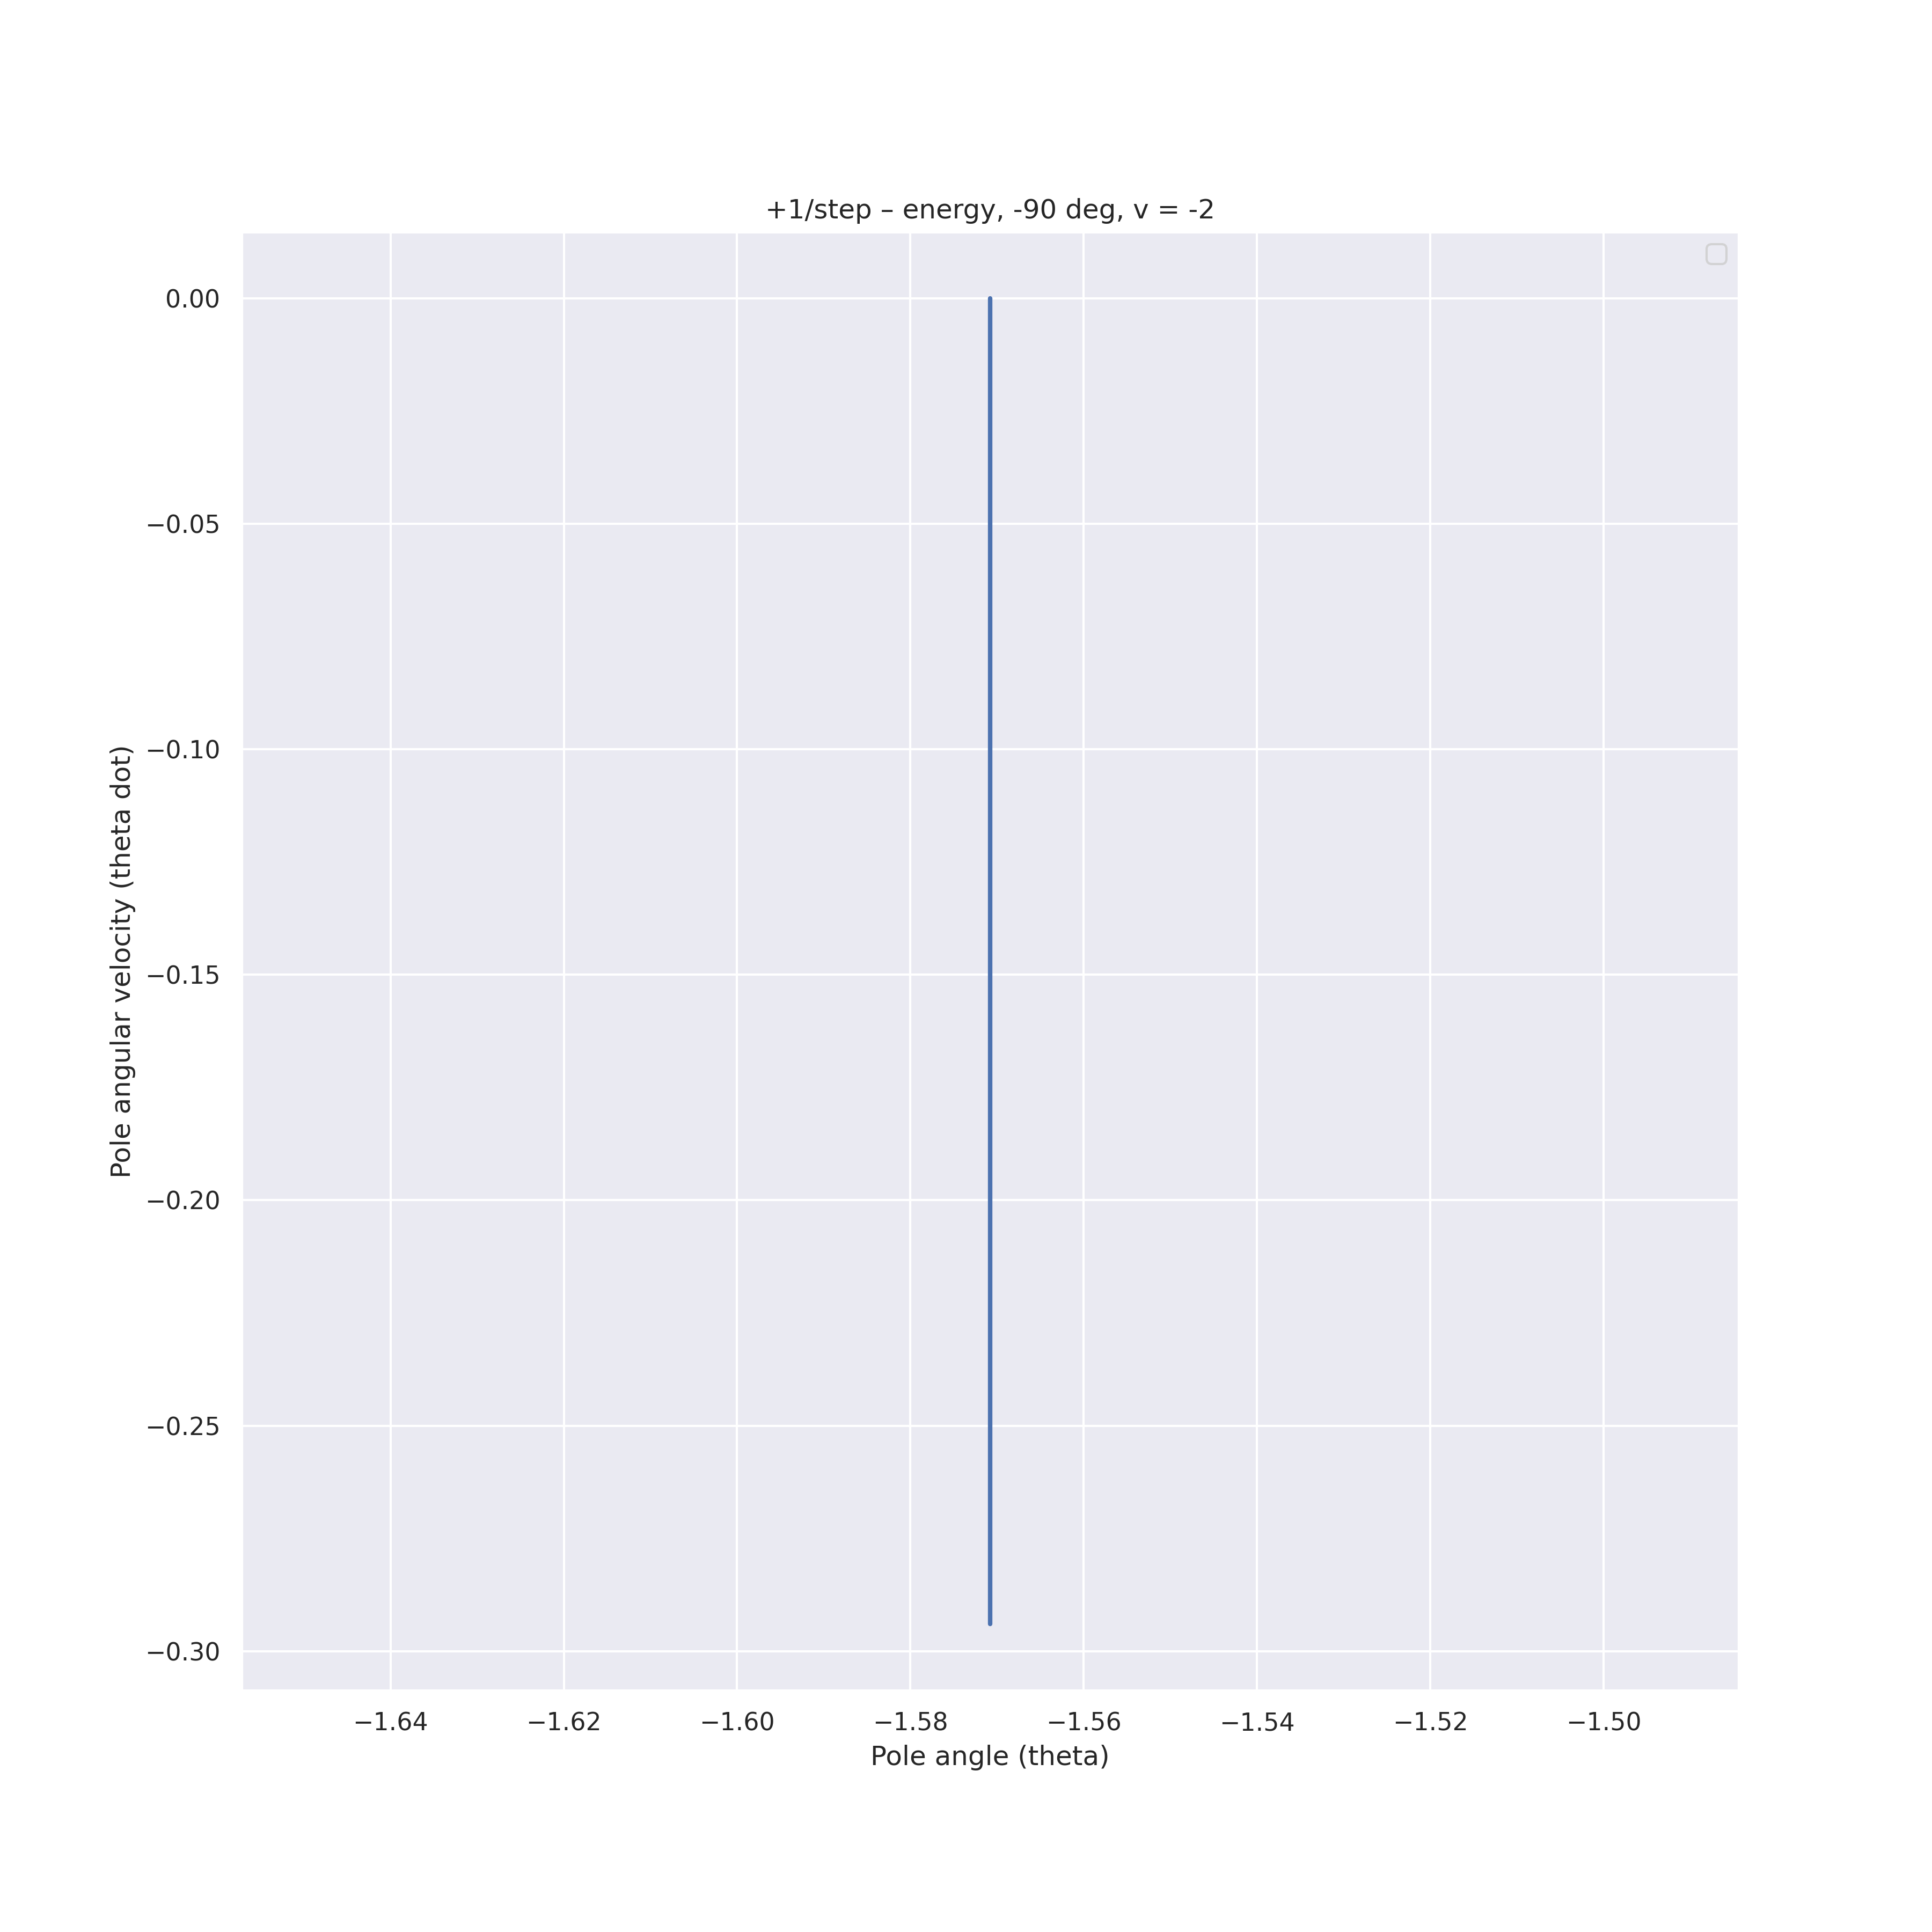 +1/step – energy, -90 deg, v = -2
0.00
−0.05
−0.10
−0.15
−0.20
−0.25
−0.30
Pole angular velocity (theta dot)
−1.64 −1.62 −1.60 −1.58 −1.56 −1.54 −1.52 −1.50
Pole angle (theta)